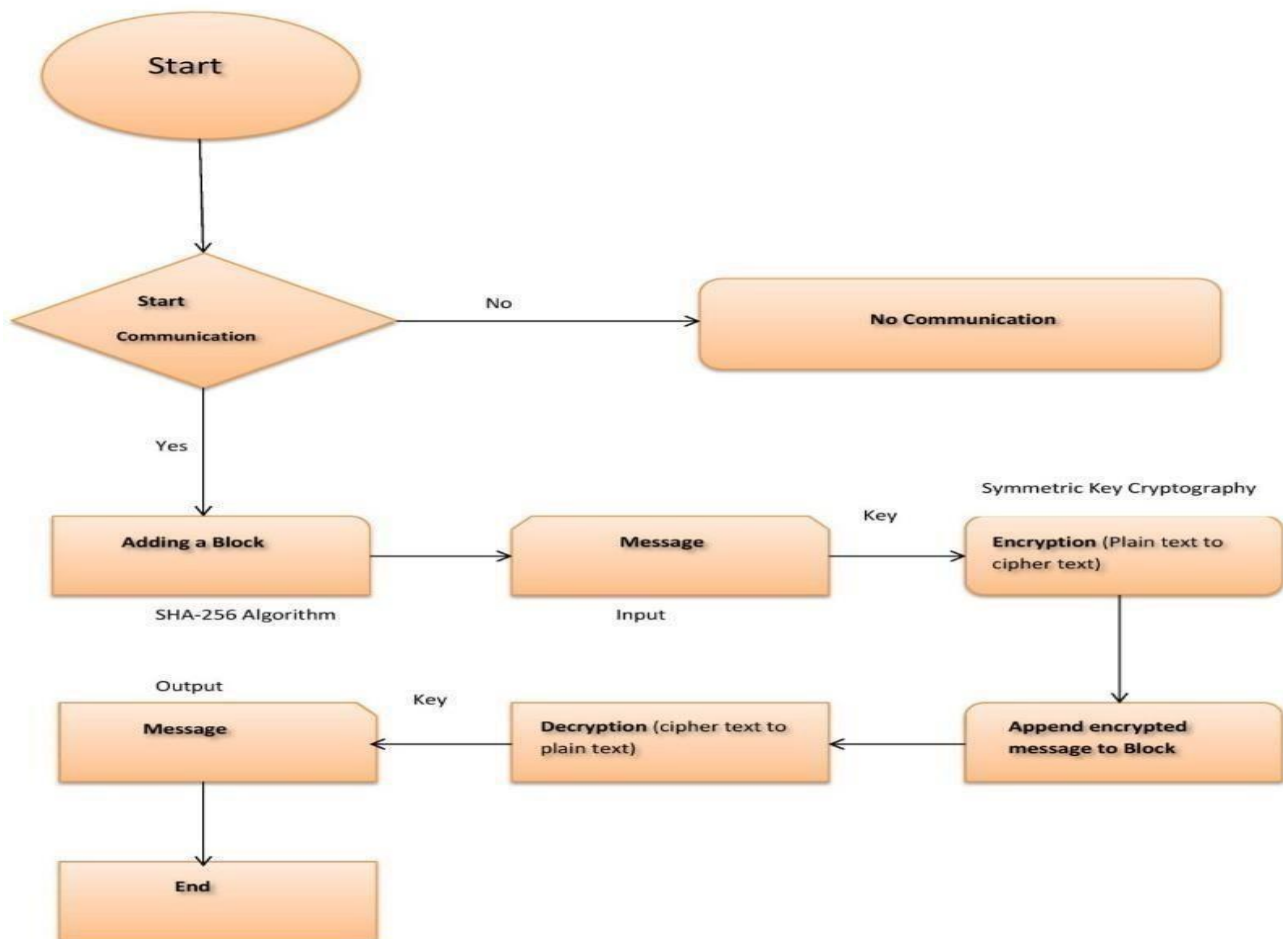 Start
Start
Communication
No
No Communication
Yes
Symmetric Key Cryptography
Adding a Block
Message
Key
Encryption (Plain text to
cipher text)
SHA-256 Algorithm
Input
Output
Message
Key
Decryption (cipher text to
plain text)
Append encrypted
message to Block
End